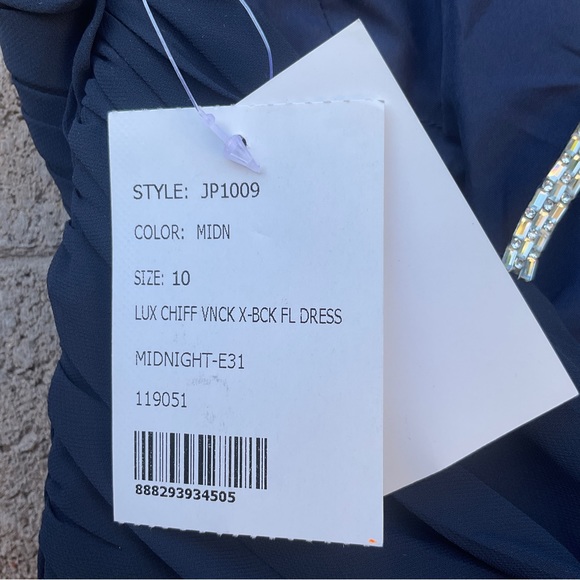 STYLE: JP1009
COLOR: MIDN
SIZE: 10
LUX CHIFF VNCK X-BCK FL DRESS
MIDNIGHT-E31
119051
888293934505